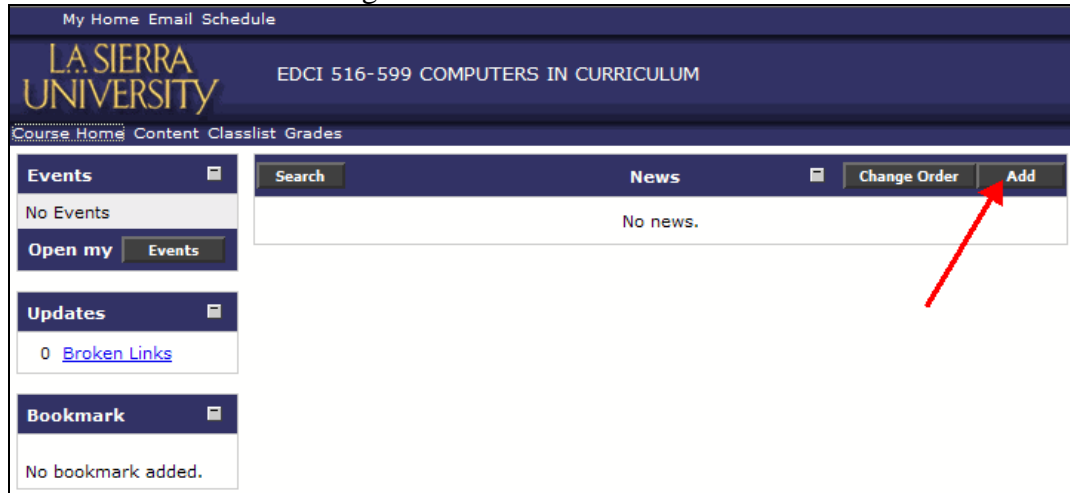 My Home Email Schedule
LA SIERRA
UNIVERSITY
EDCI 516-599 COMPUTERS IN CURRICULUM
Course Home Content Classlist Grades
Events
No Events
Open my Events
Updates
0 Broken Links
Bookmark
No bookmark added.
Search News Change Order Add
No news.